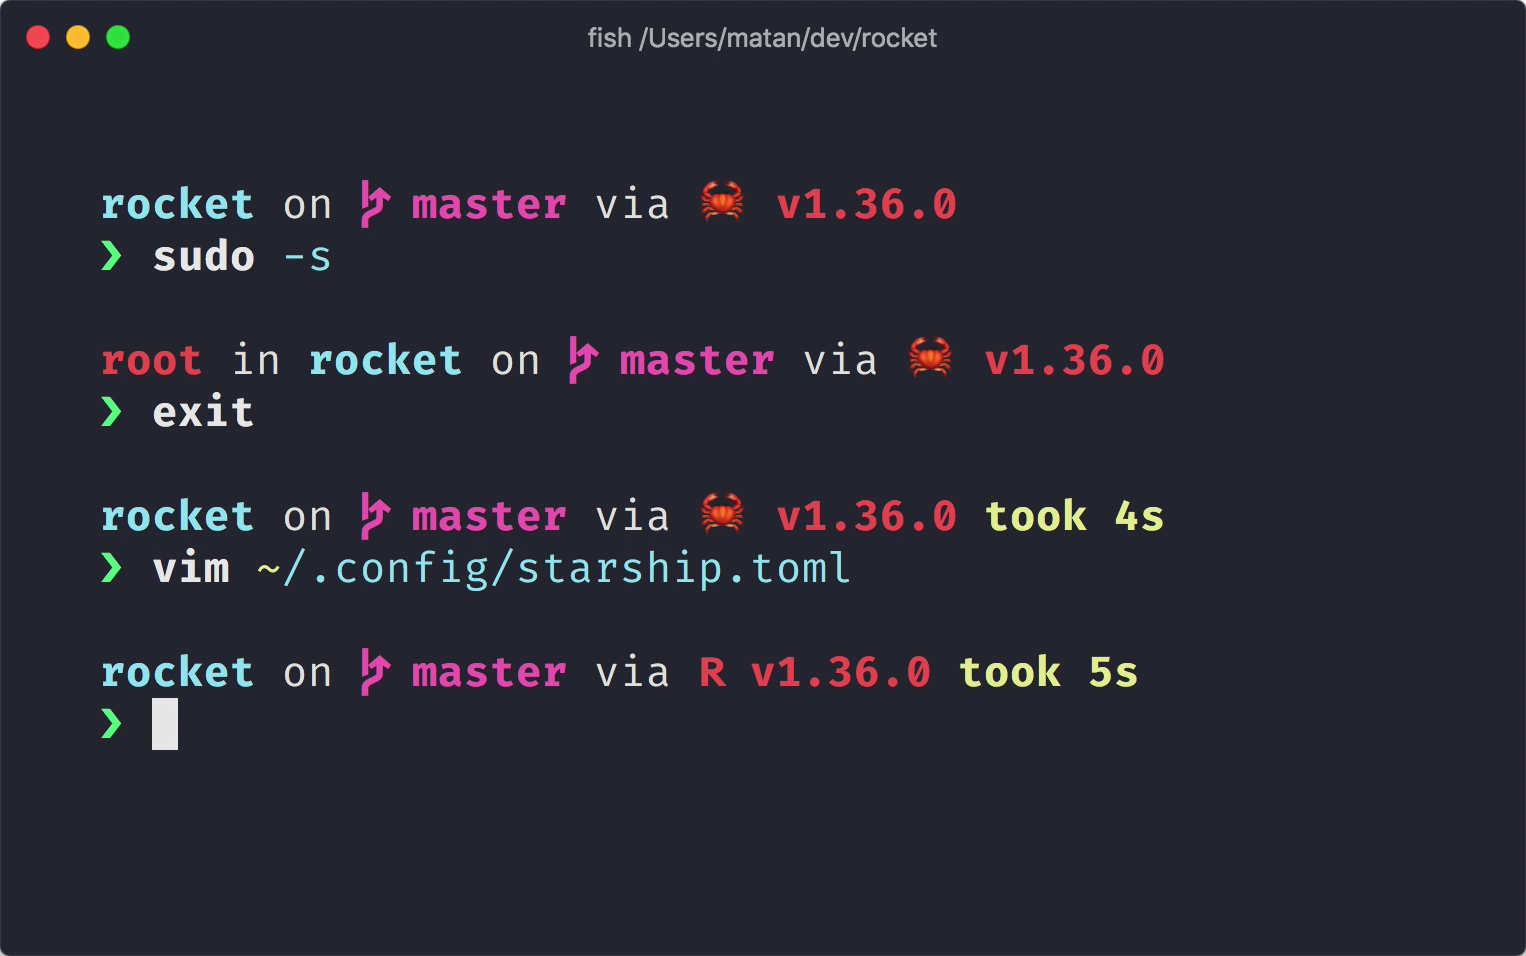 fish /Users/matan/dev/rocket
rocket on master via 🦀 v1.36.0
❯ sudo -s
root in rocket on master via 🦀 v1.36.0
❯ exit
rocket on master via 🦀 v1.36.0 took 4s
❯ vim ~/.config/starship.toml
rocket on master via R v1.36.0 took 5s
❯